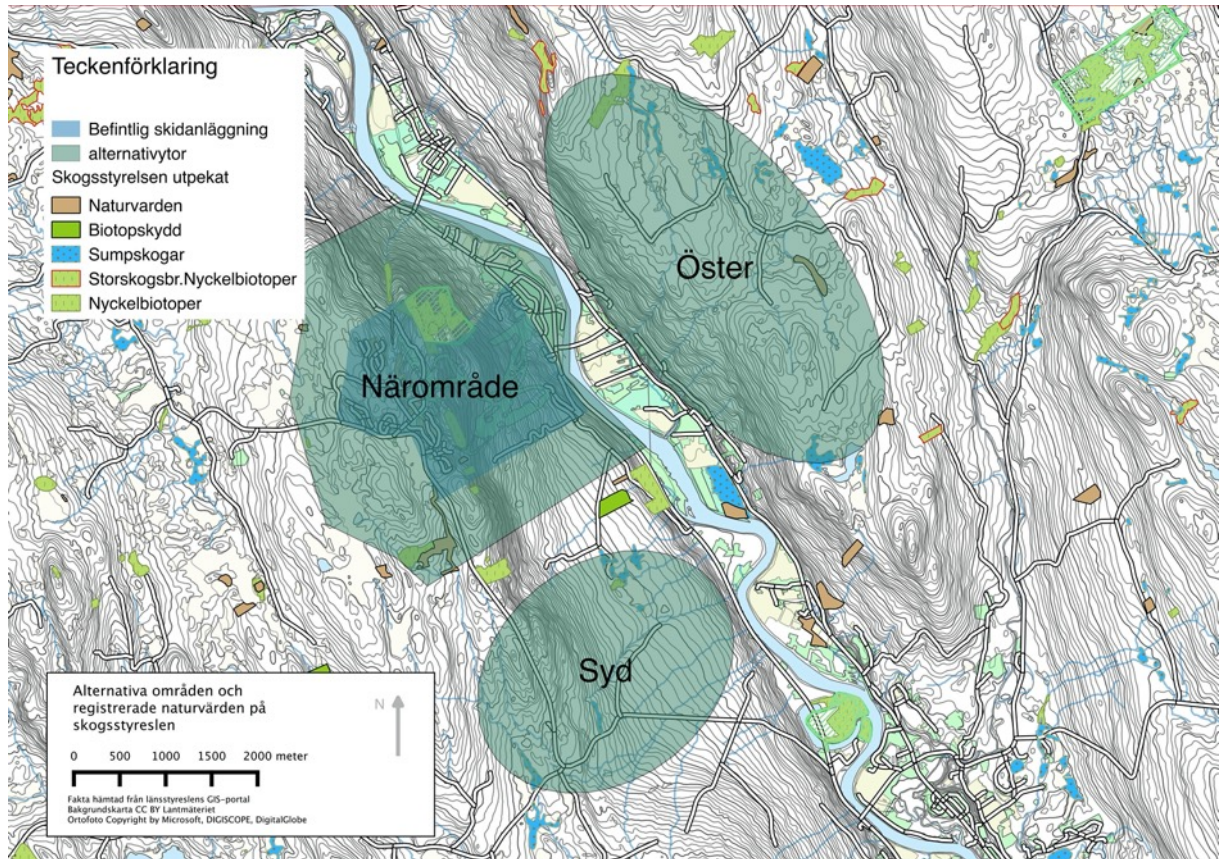 Teckenförklaring
Befintlig skidanläggning
alternativytor
Skogsstyrelsen utpekat
Naturvarden
Biotopskydd
Sumpskogar
Storskogsbr.Nyckelbiotoper
Nyckelbiotoper
Öster
Närområde
Syd
Alternativa områden och
registrerade naturvärden på
skogsstyreslen
N
0 500 1000 1500 2000 meter
Fakta hämtad från länsstyreslens GIS-portal
Bakgrundskarta CC BY Lantmäteriet
Ortofoto Copyright by Microsoft, DIGISCOPE, DigitalGlobe